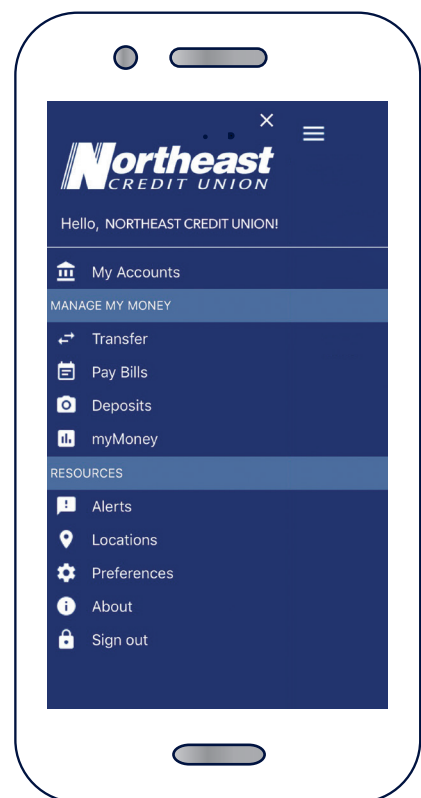 Northeast
CREDIT UNION
Hello, NORTHEAST CREDIT UNION!
My Accounts
MANAGE MY MONEY
Transfer
Pay Bills
Deposits
myMoney
RESOURCES
Alerts
Locations
Preferences
About
Sign out